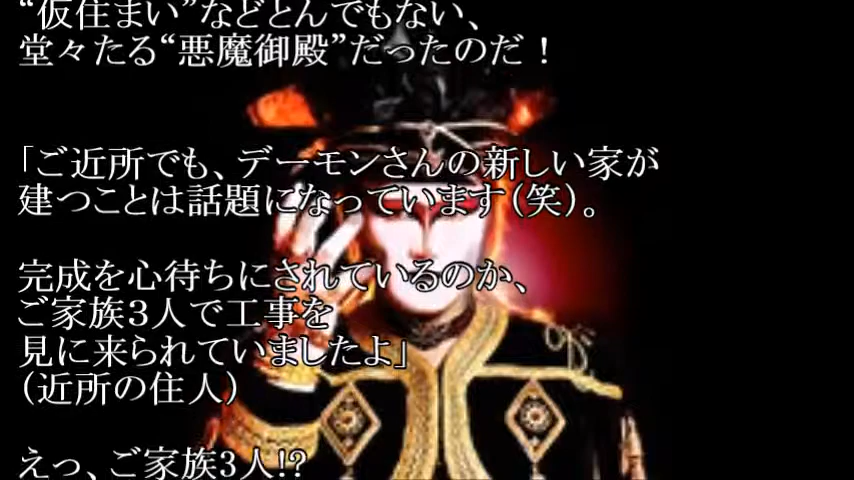 “仮住まい”などとんでもない、
堂々たる“悪魔御殿”だったのだ！
「ご近所でも、デーモンさんの新しい家が
建つことは話題になっています（笑）。
完成を心待ちにされているのか、
ご家族３人で工事を
見に来られていましたよ」
（近所の住人）
えっ、ご家族3人!?